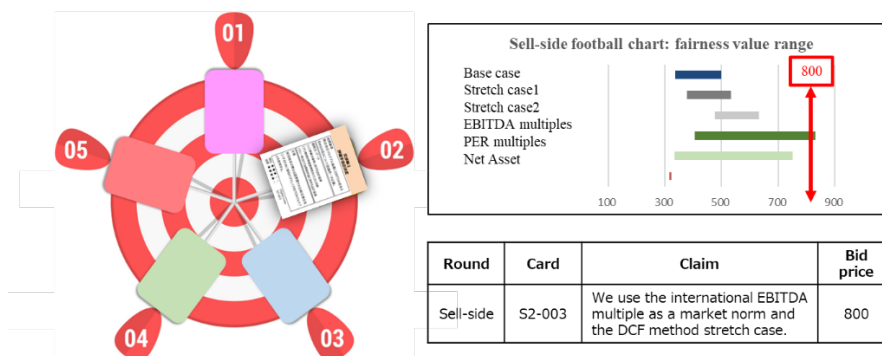 01
02
03
04
05
Sell-side football chart: fairness value range
Base case
Stretch case1
Stretch case2
EBITDA multiples
PER multiples
Net Asset
800
100 300 500 700 900
Round Card Claim Bid price
Sell-side S2-003 We use the international EBITDA
multiple as a market norm and
the DCF method stretch case. 800